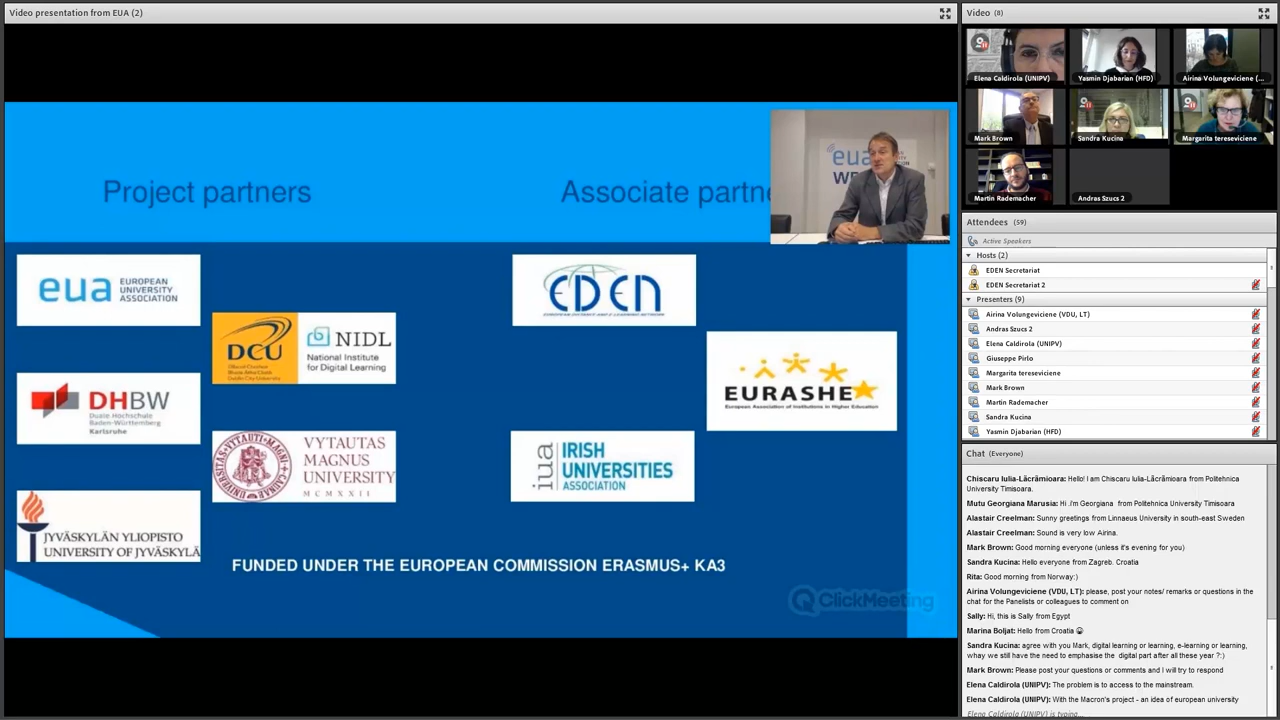 Video presentation from EUA (2)
Project partners
Associate partne
eua
eua
EUROPEAN
UNIVERSITY
ASSOCIATION
DCU
NIDL
National Institute
for Digital Learning
DHBW
Duale Hochschule
Baden-Württemberg
Karlsruhe
VYTAUTAS
MAGNUS
UNIVERSITY
MCMXXII
JYVÄSKYLÄN YLIOPISTO
UNIVERSITY OF JYVÄSKYLÄ
EDEN
EUROPEAN DISTANCE AND E-LEARNING NETWORK
EURASHE
European Association of Institutions in Higher Education
iua
IRISH
UNIVERSITIES
ASSOCIATION
FUNDED UNDER THE EUROPEAN COMMISSION ERASMUS+ KA3
ClickMeeting
Video (8)
Elena Caldirola (UNIPV)
Yasmin Djabarian (HFD)
Airina Volungeviciene (...
Mark Brown
Sandra Kucina
Margarita tereseviciene
Martin Rademacher
Andras Szucs 2
Attendees (59)
Active Speakers
Hosts (2)
EDEN Secretariat
EDEN Secretariat 2
Presenters (9)
Airina Volungeviciene (VDU, LT)
Andras Szucs 2
Elena Caldirola (UNIPV)
Giuseppe Pirlo
Margarita tereseviciene
Mark Brown
Martin Rademacher
Sandra Kucina
Yasmin Djabarian (HFD)
Chat (Everyone)
Chiscaru Iulia-Lăcrămioara: Hello! I am Chiscaru Iulia-Lăcrămioara from Politehnica
University Timisoara.
Mutu Georgiana Marusia: Hi .I'm Georgiana from Politehnica University Timisoara
Alastair Creelman: Sunny greetings from Linnaeus University in south-east Sweden
Alastair Creelman: Sound is very low Airina.
Mark Brown: Good morning everyone (unless it's evening for you)
Sandra Kucina: Hello everyone from Zagreb. Croatia
Rita: Good morning from Norway:)
Airina Volungeviciene (VDU, LT): please, post your notes/ remarks or questions in the
chat for the Panelists or colleagues to comment on
Sally: Hi, this is Sally from Egypt
Marina Boljat: Hello from Croatia 😀
Sandra Kucina: agree with you Mark, digital learning or learning, e-learning or learning,
whay we still have the need to emphasise the digital part after all these year ?:)
Mark Brown: Please post your questions or comments and I will try to respond
Elena Caldirola (UNIPV): The problem is to access to the mainstream.
Elena Caldirola (UNIPV): With the Macron's project - an idea of european university
Elena Caldirola (UNIPV) is typing...